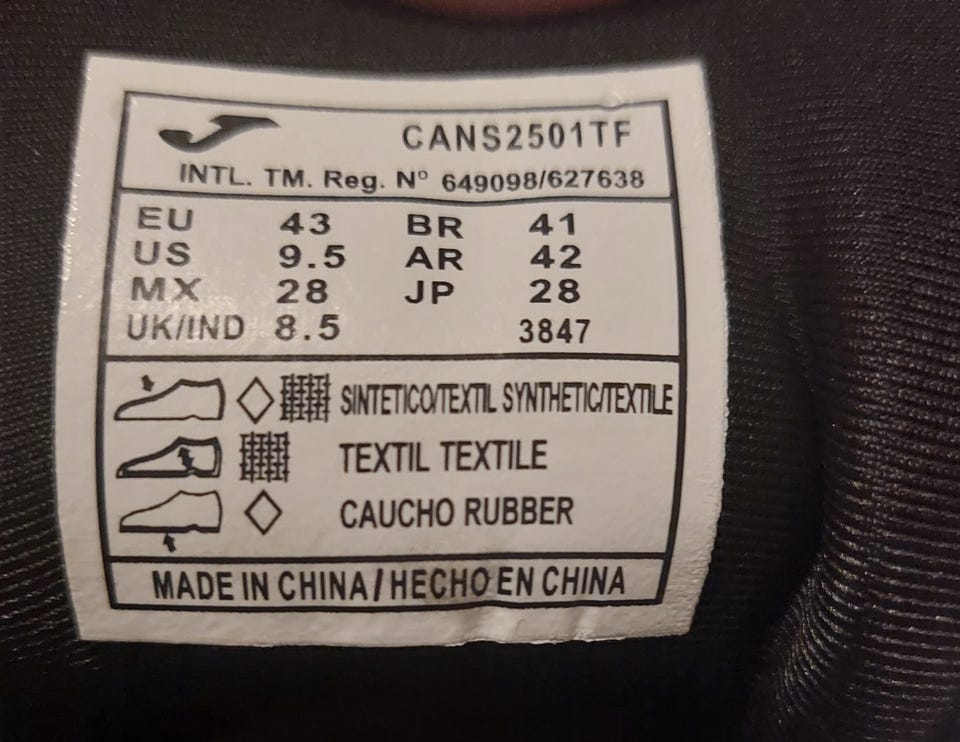 CANS2501TF
INTL. TM. Reg. Nº 649098/627638
EU 43 BR 41
US 9.5 AR 42
MX 28 JP 28
UK/IND 8.5 3847
SINTETICO/TEXTIL SYNTHETIC/TEXTILE
TEXTIL TEXTILE
CAUCHO RUBBER
MADE IN CHINA/HECHO EN CHINA